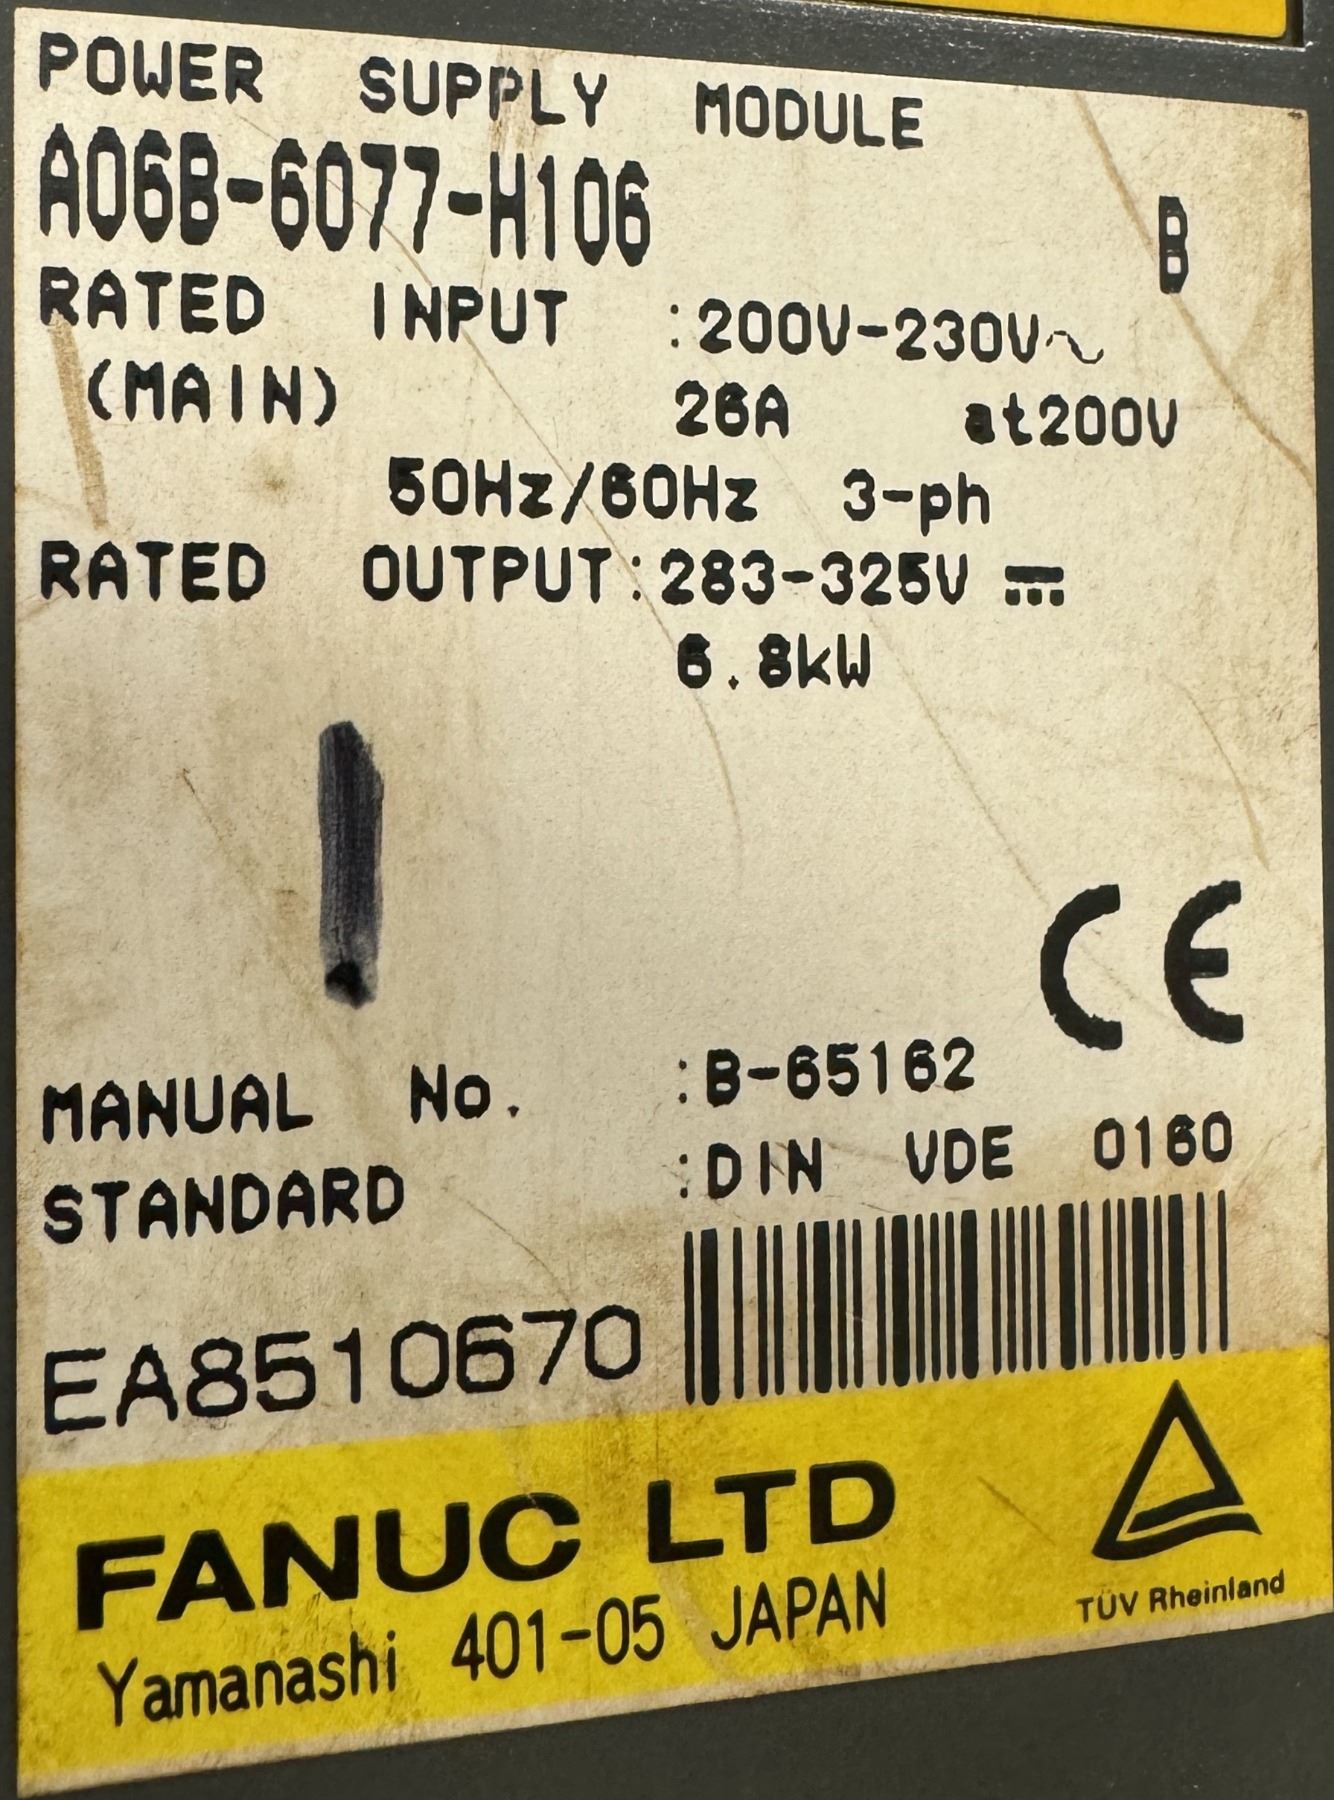 POWER SUPPLY MODULE
A06B-6077-H106
B
RATED INPUT :200V-230V~
(MAIN) 26A at200V
50Hz/60Hz 3-ph
RATED OUTPUT:283-325V ⎓
6.8kW
CE
MANUAL No. :B-65162
STANDARD :DIN VDE 0160
EA8510670
FANUC LTD
Yamanashi 401-05 JAPAN
TÜV Rheinland